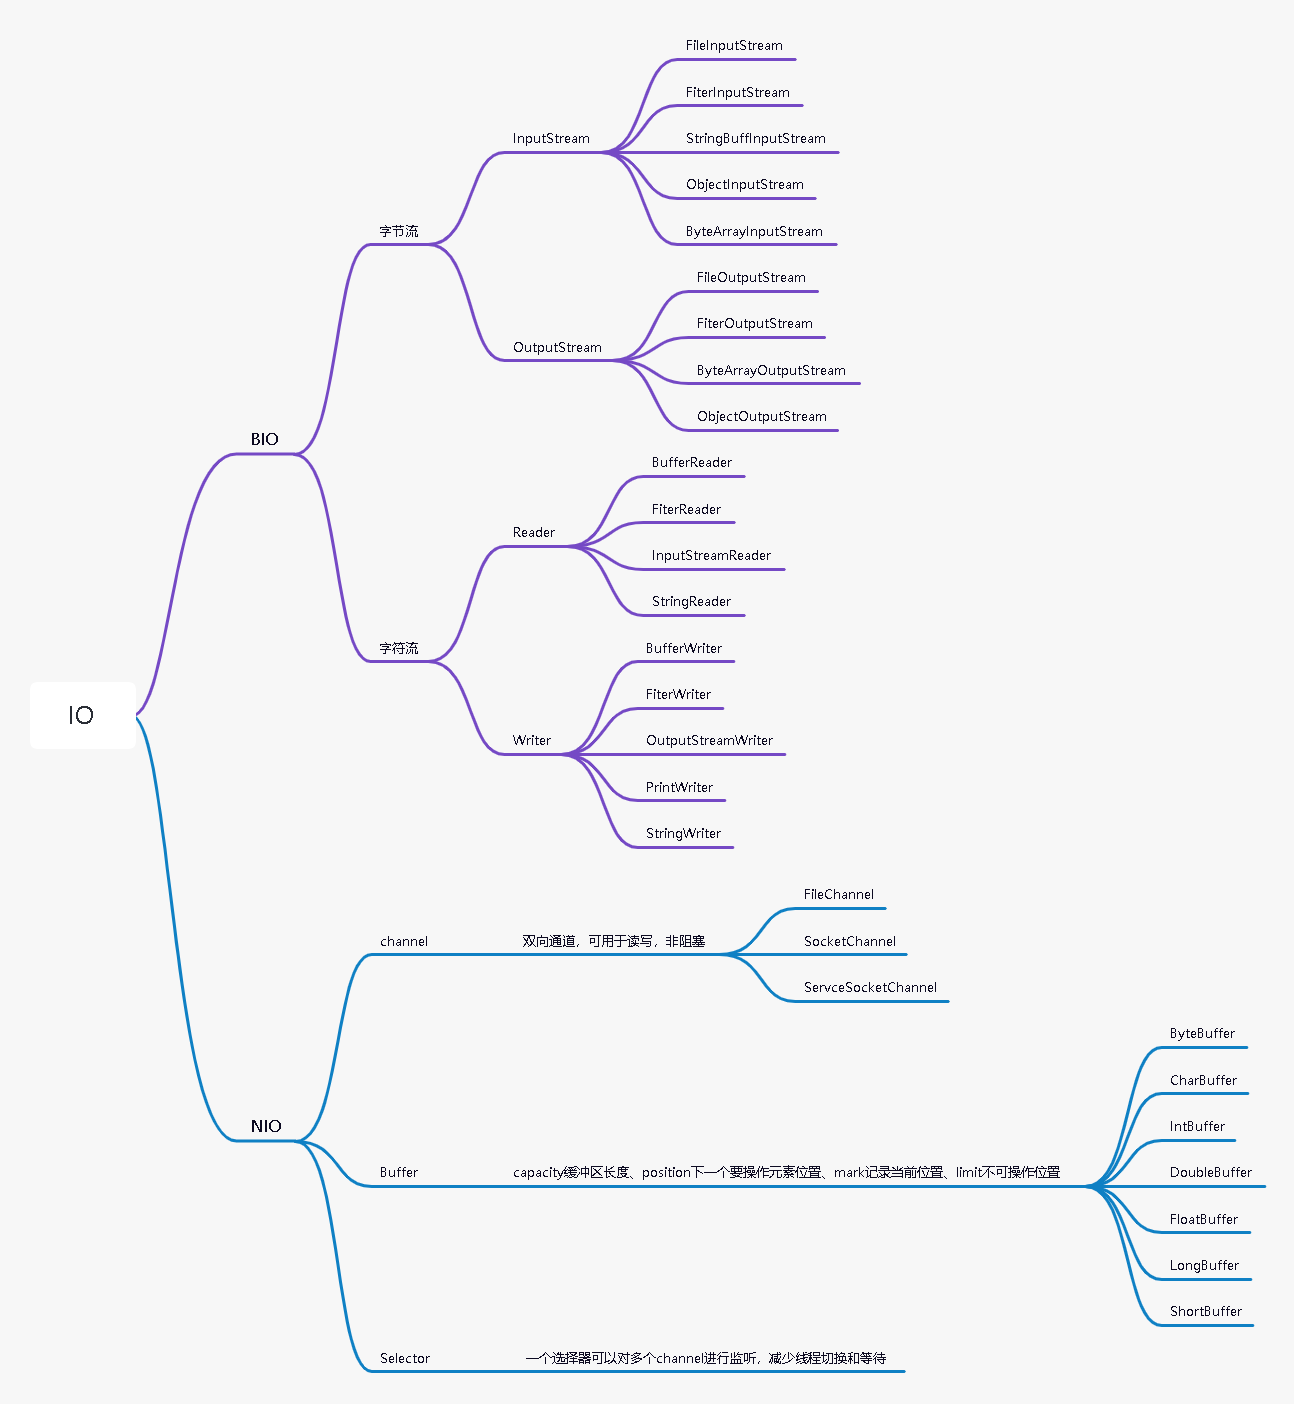 IO
BIO
字节流
InputStream
FileInputStream
FiterInputStream
StringBuffInputStream
ObjectInputStream
ByteArrayInputStream
OutputStream
FileOutputStream
FiterOutputStream
ByteArrayOutputStream
ObjectOutputStream
字符流
Reader
BufferReader
FiterReader
InputStreamReader
StringReader
Writer
BufferWriter
FiterWriter
OutputStreamWriter
PrintWriter
StringWriter
NIO
channel
双向通道，可用于读写，非阻塞
FileChannel
SocketChannel
ServceSocketChannel
Buffer
capacity缓冲区长度、position下一个要操作元素位置、mark记录当前位置、limit不可操作位置
ByteBuffer
CharBuffer
IntBuffer
DoubleBuffer
FloatBuffer
LongBuffer
ShortBuffer
Selector
一个选择器可以对多个channel进行监听，减少线程切换和等待